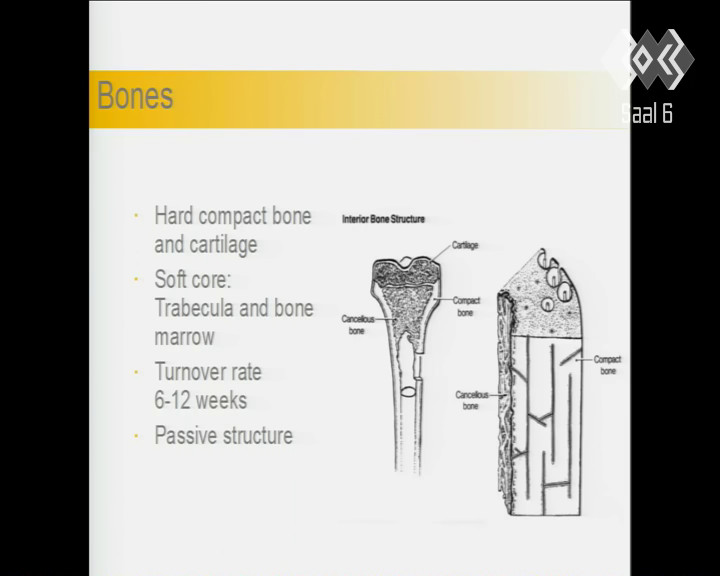 Bones
Saal 6
Hard compact bone
and cartilage
Soft core:
Trabecula and bone
marrow
Turnover rate
6-12 weeks
Passive structure
Interior Bone Structure
Cartilage
Compact
bone
Cancellous
bone
Compact
bone
Cancellous
bone